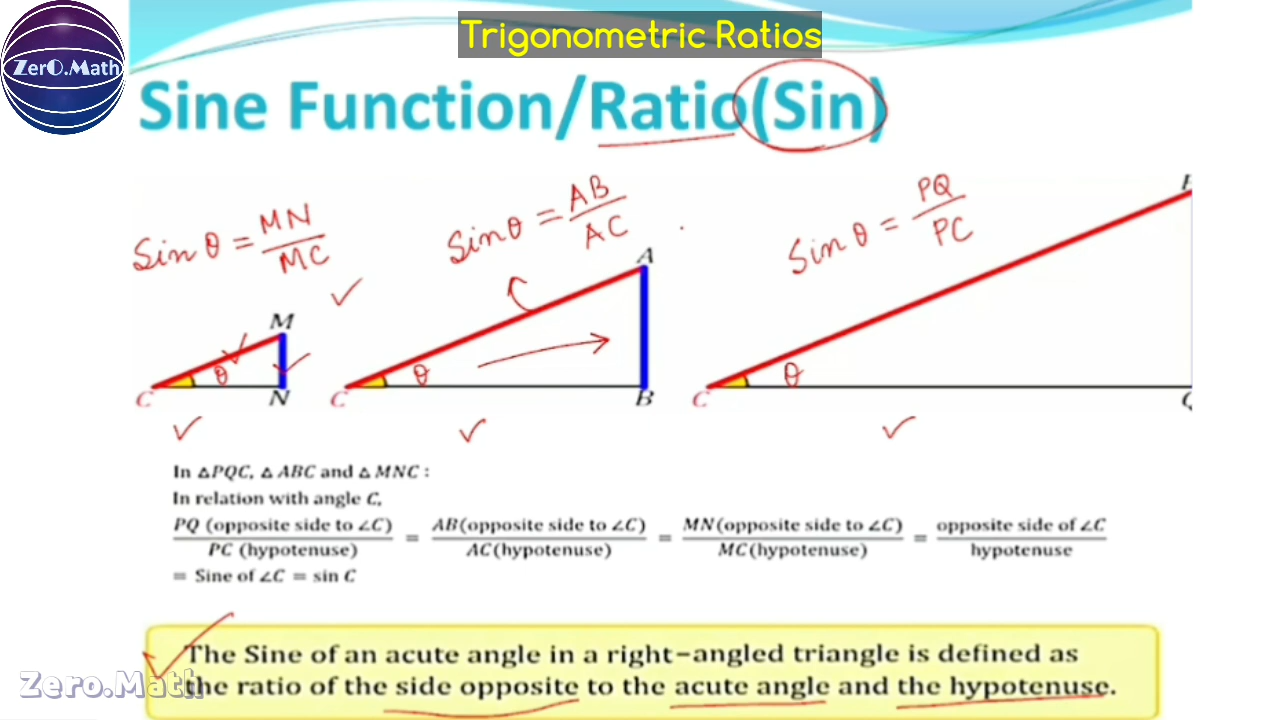 Trigonometric Ratios
ZerO.Math
Sine Function/Ratio(Sin)
Sin θ = MN/MC
Sin θ = AB/AC
Sin θ = PQ/PC
M
θ
C
N
A
θ
C
B
θ
C
In △PQC, △ABC and △MNC :
In relation with angle C,
PQ (opposite side to ∠C)/PC (hypotenuse) = AB(opposite side to ∠C)/AC(hypotenuse) = MN(opposite side to ∠C)/MC(hypotenuse) = opposite side of ∠C/hypotenuse
= Sine of ∠C = sin C
The Sine of an acute angle in a right-angled triangle is defined as
the ratio of the side opposite to the acute angle and the hypotenuse.
Zero.Math